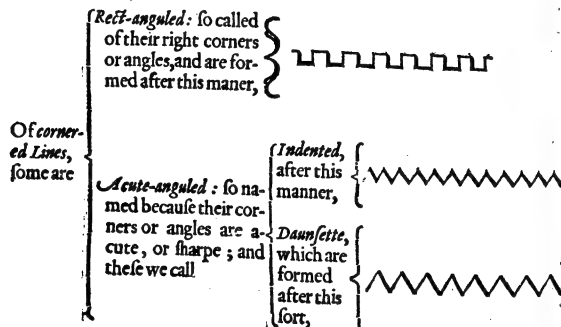 Of corner-
ed Lines,
ſome are
Rect-anguled: ſo called
of their right corners
or angles,and are for-
med after this maner,
Acute-anguled : ſo na-
med becauſe their cor-
ners or angles are a-
cute, or ſharpe ; and
theſe we call
Indented,
after this
manner,
Daunſette,
which are
formed
after this
ſort,